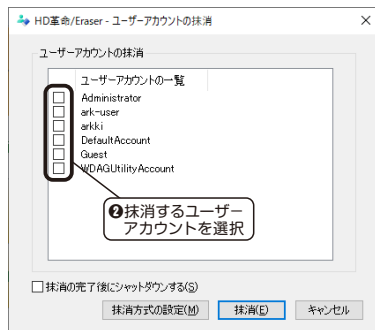 HD革命/Eraser - ユーザーアカウントの抹消
ユーザーアカウントの抹消
ユーザーアカウントの一覧
Administrator
ark-user
arkki
DefaultAccount
Guest
WDAGUtilityAccount
❷抹消するユーザー
アカウントを選択
抹消の完了後にシャットダウンする(S)
抹消方式の設定(M)
抹消(E)
キャンセル